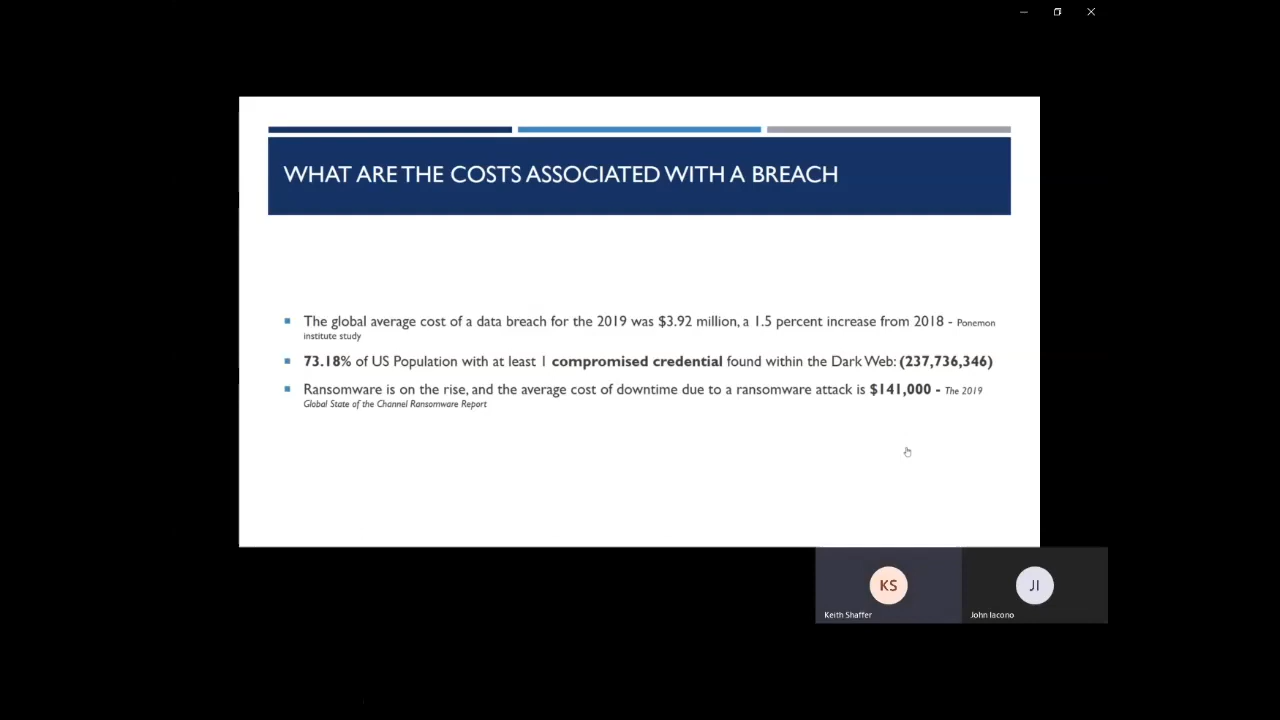 WHAT ARE THE COSTS ASSOCIATED WITH A BREACH
The global average cost of a data breach for the 2019 was $3.92 million, a 1.5 percent increase from 2018 - Ponemon
institute study
73.18% of US Population with at least 1 compromised credential found within the Dark Web: (237,736,346)
Ransomware is on the rise, and the average cost of downtime due to a ransomware attack is $141,000 - The 2019
Global State of the Channel Ransomware Report
KS
JI
Keith Shaffer
John Iacono